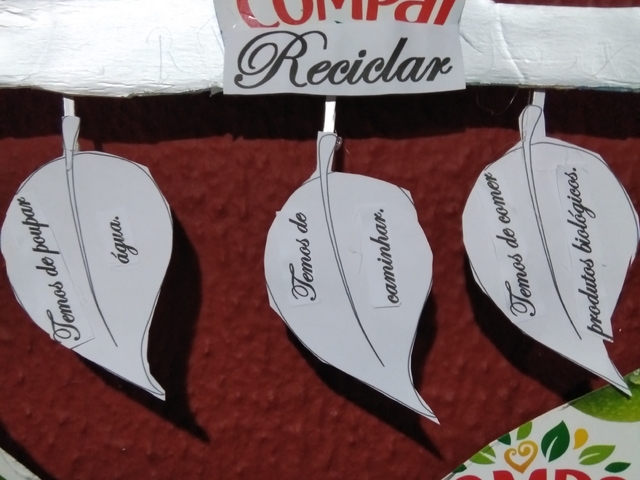 COMPAl
Reciclar
Temos de poupar
água.
Temos de
caminhar.
Temos de comer
produtos biológicos.